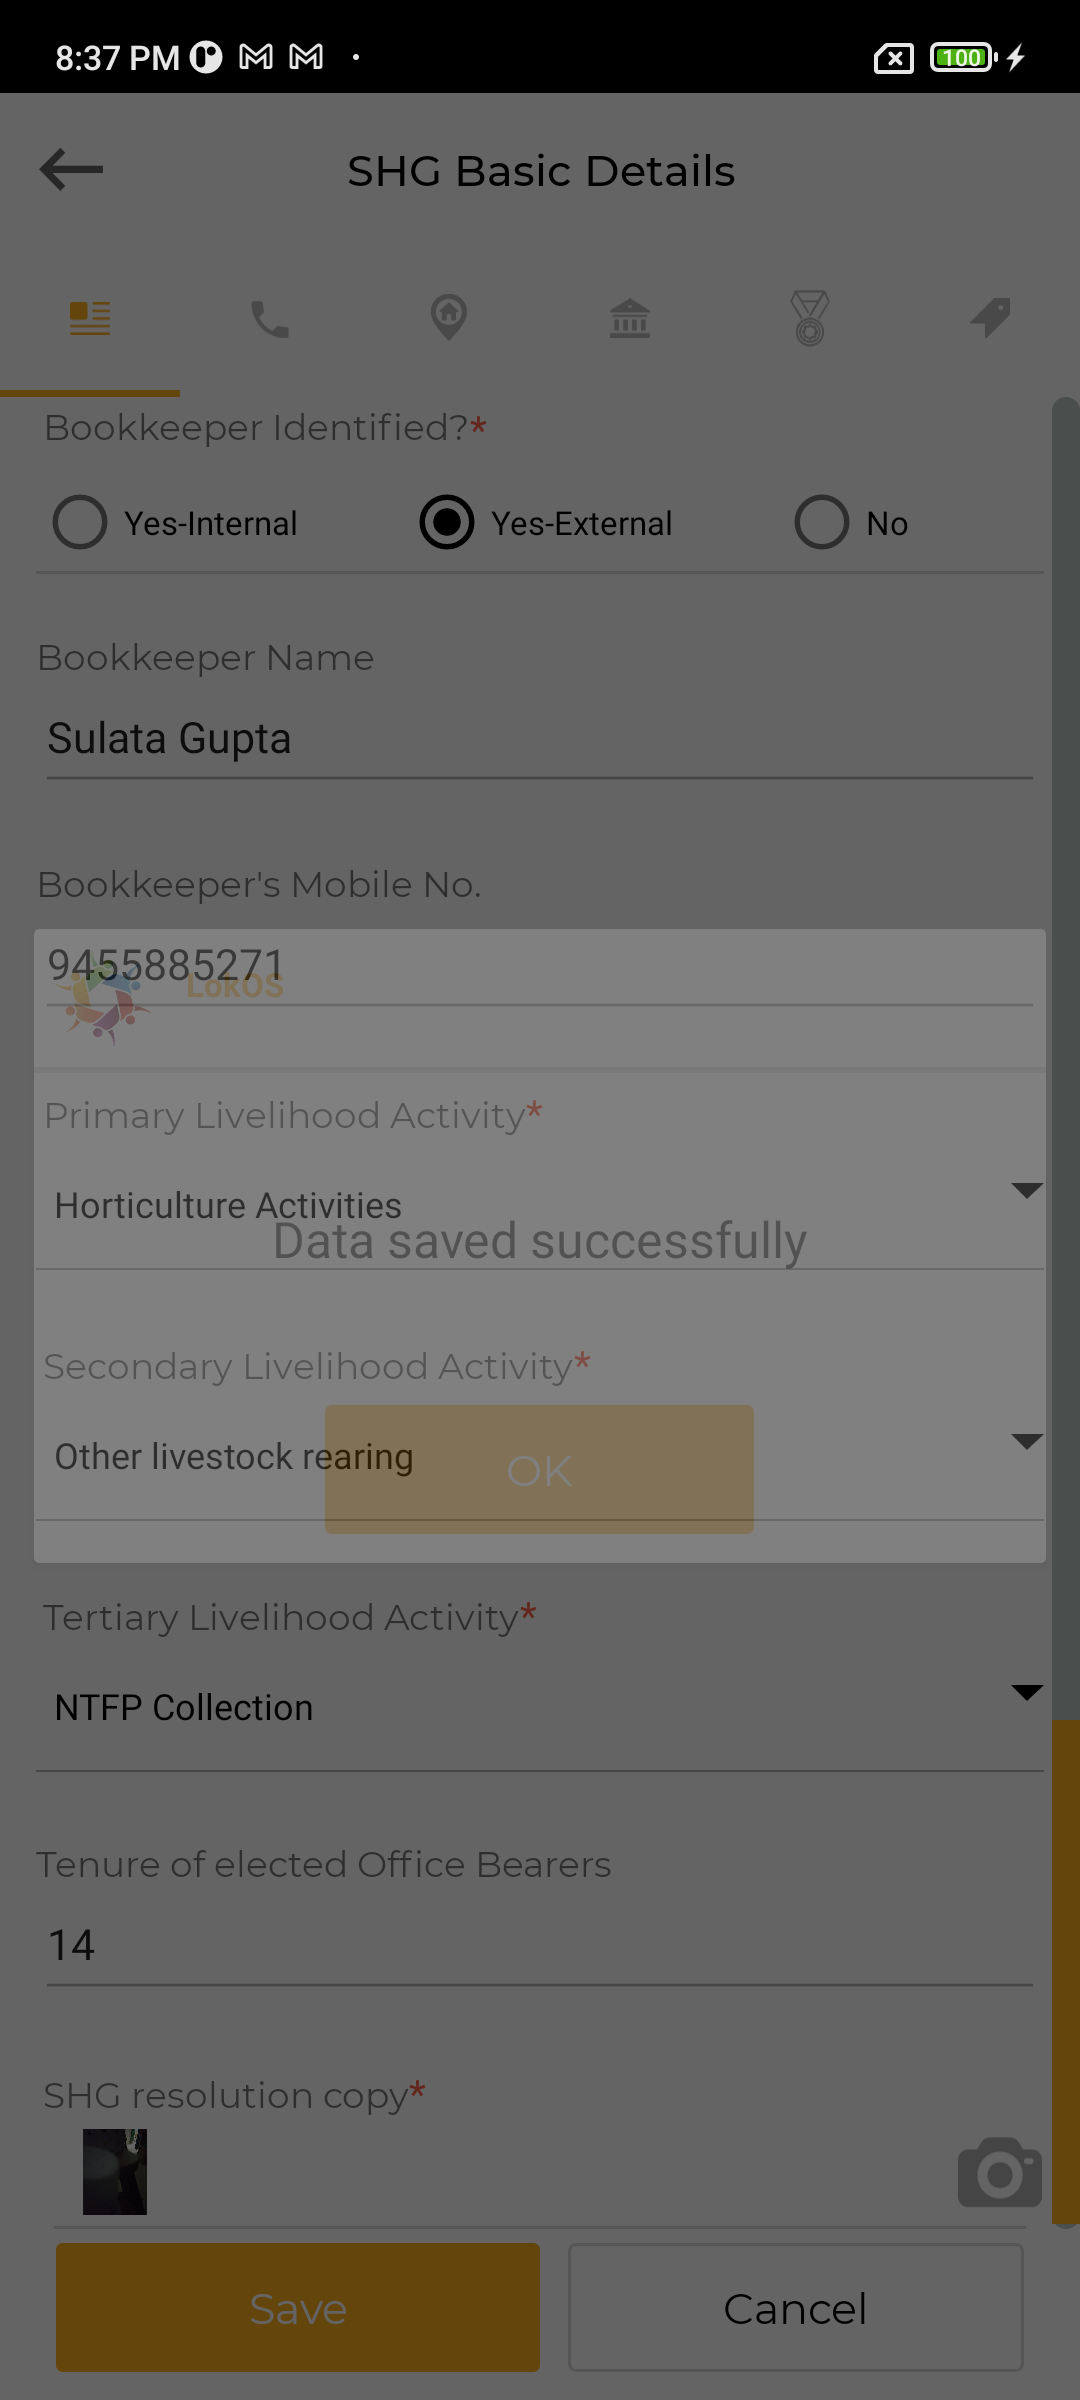 8:37 PM
100
SHG Basic Details
Bookkeeper Identified?*
Yes-Internal Yes-External No
Bookkeeper Name
Sulata Gupta
Bookkeeper's Mobile No.
9455885271
LokOS
Primary Livelihood Activity*
Horticulture Activities
Data saved successfully
Secondary Livelihood Activity*
Other livestock rearing
OK
Tertiary Livelihood Activity*
NTFP Collection
Tenure of elected Office Bearers
14
SHG resolution copy*
Save Cancel